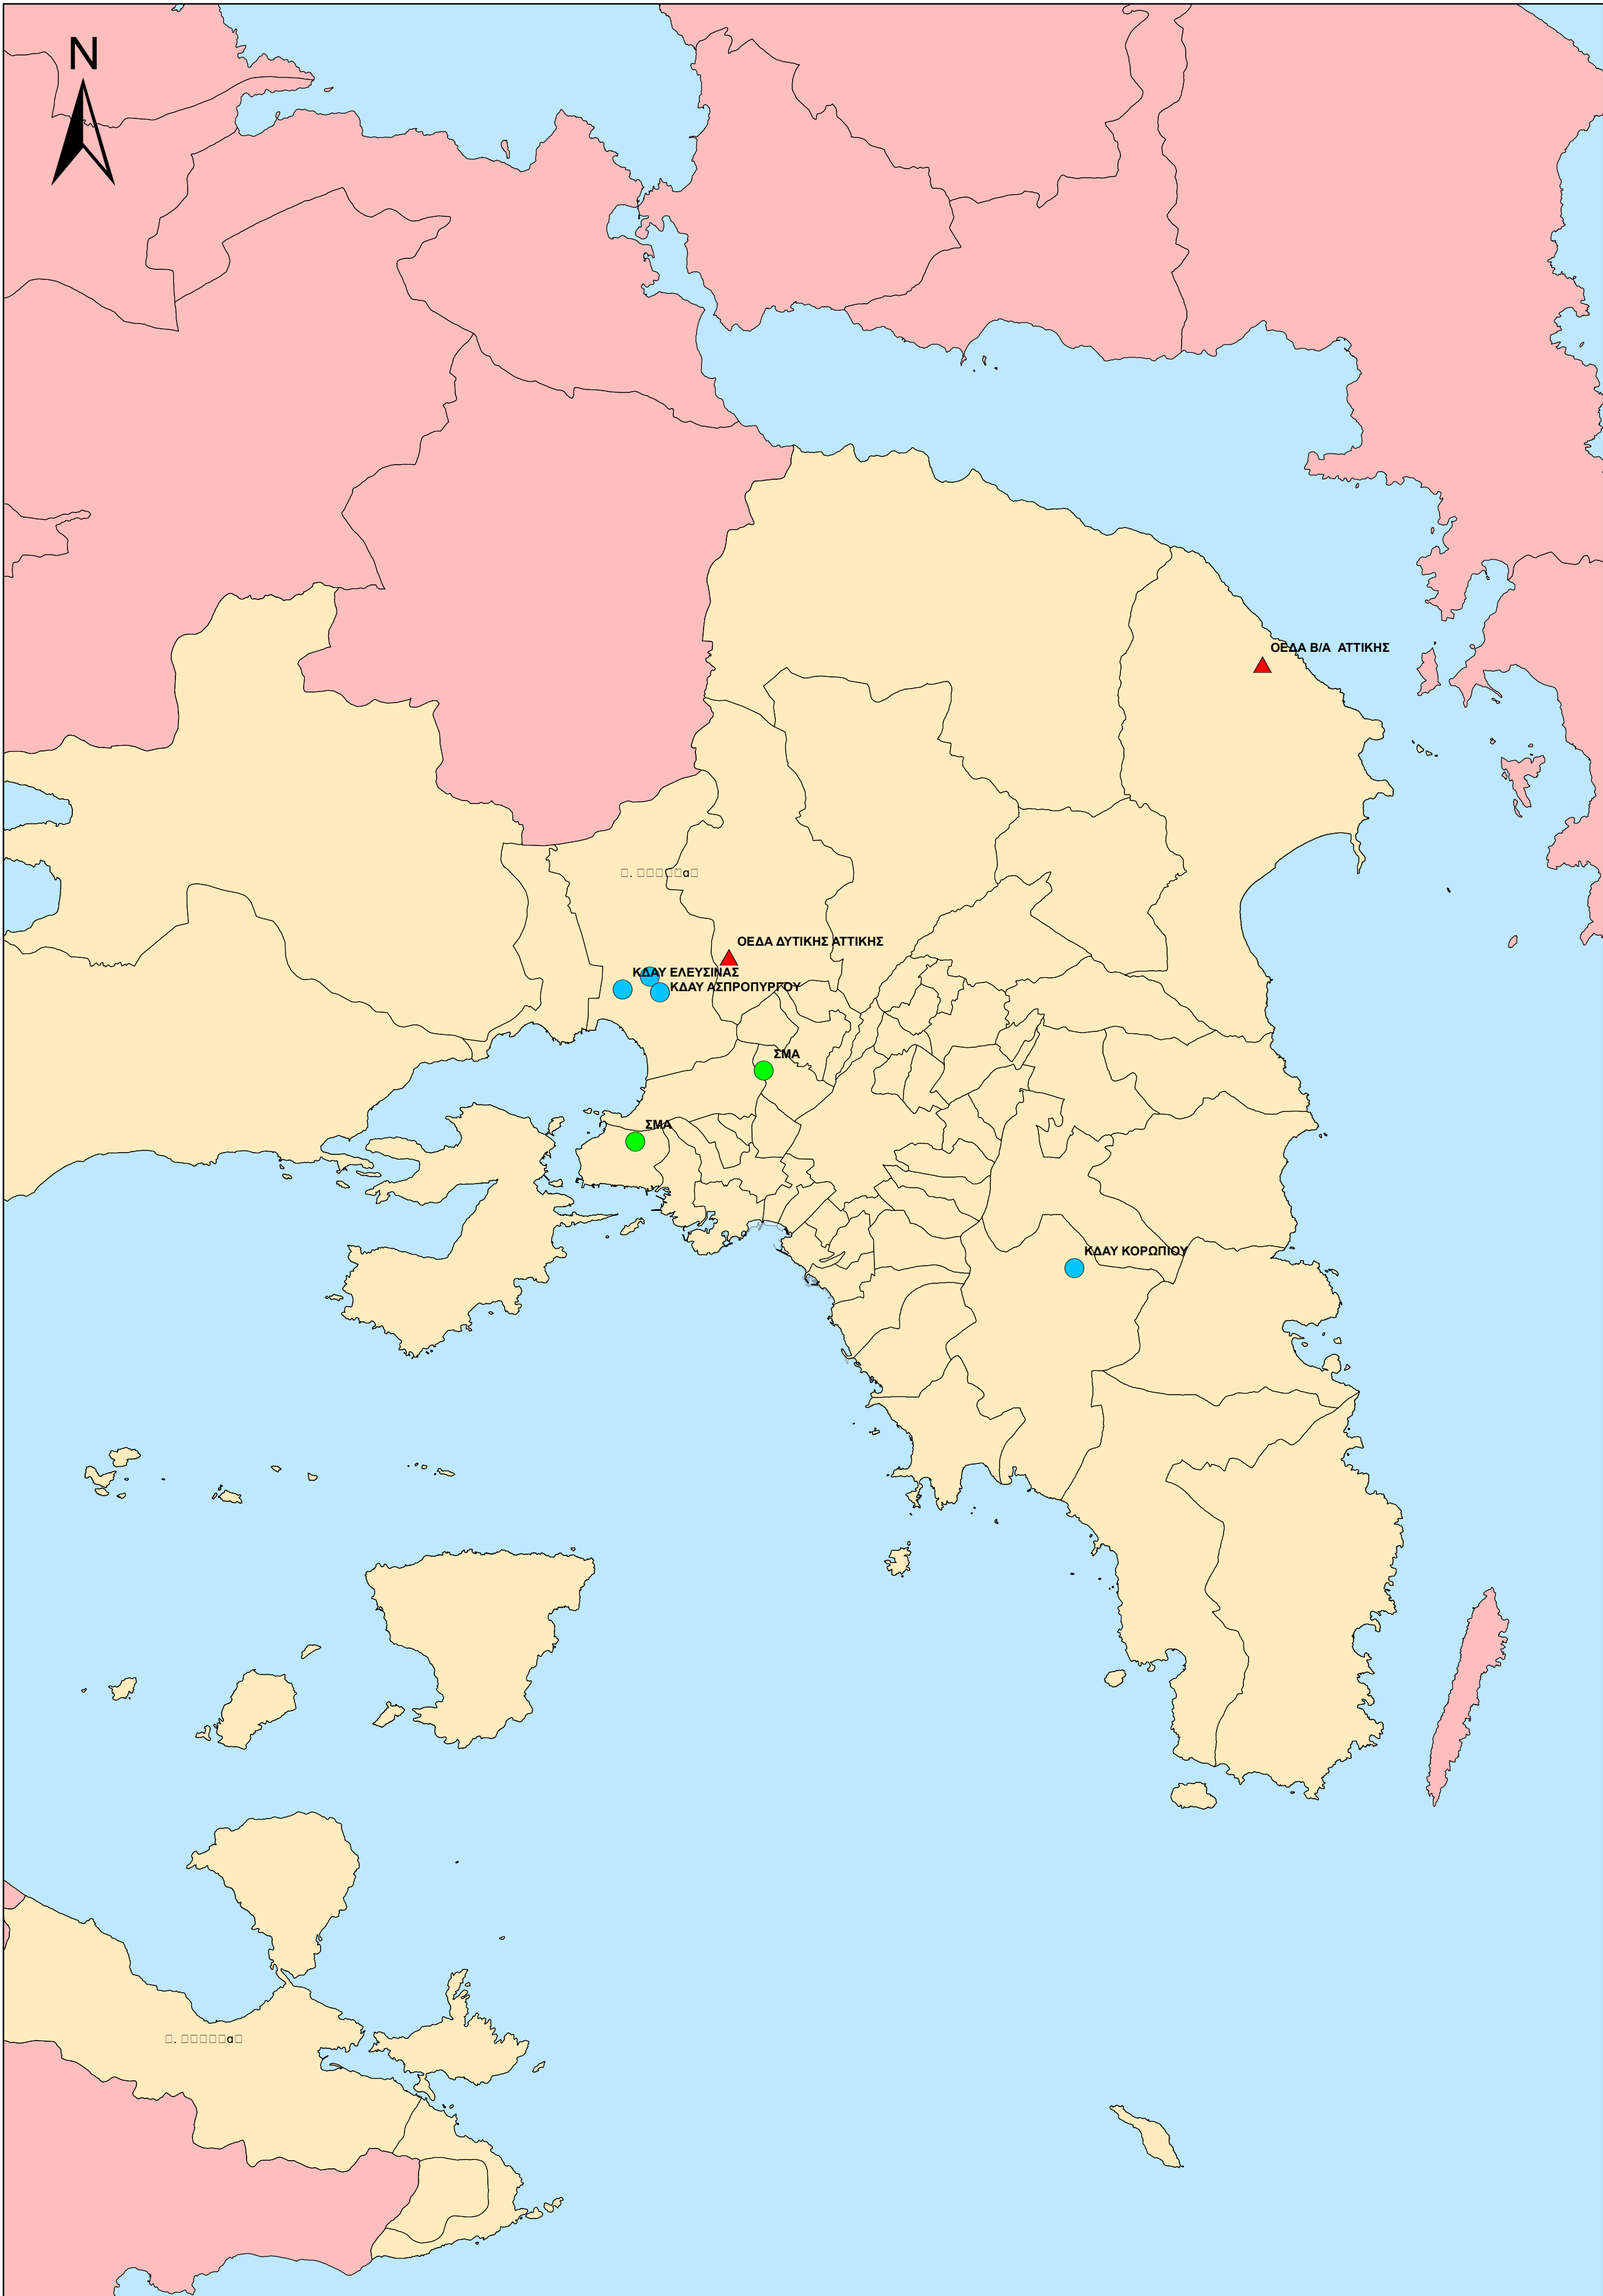 N
ΟΕΔΑ Β/Α ΑΤΤΙΚΗΣ
ΟΕΔΑ ΔΥΤΙΚΗΣ ΑΤΤΙΚΗΣ
ΚΔΑΥ ΕΛΕΥΣΙΝΑΣ
ΚΔΑΥ ΑΣΠΡΟΠΥΡΓΟΥ
ΣΜΑ
ΣΜΑ
ΚΔΑΥ ΚΟΡΩΠΙΟΥ